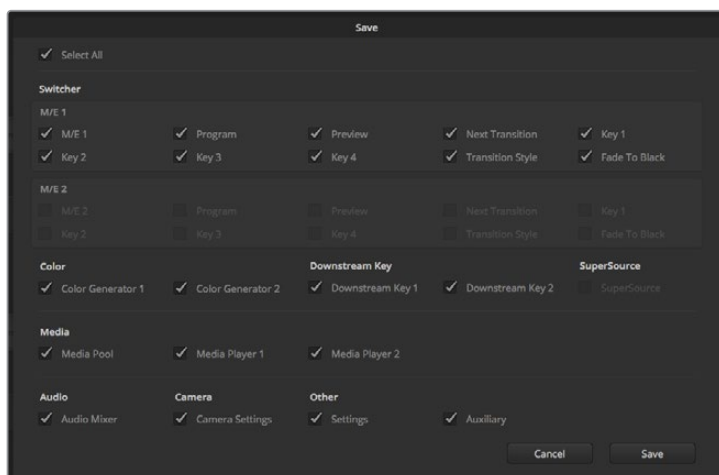 Save
Select All
Switcher
M/E 1
M/E 1 Program Preview Next Transition Key 1
Key 2 Key 3 Key 4 Transition Style Fade To Black
M/E 2
M/E 2 Program Preview Next Transition Key 1
Key 2 Key 3 Key 4 Transition Style Fade To Black
Color Downstream Key SuperSource
Color Generator 1 Color Generator 2 Downstream Key 1 Downstream Key 2 SuperSource
Media
Media Pool Media Player 1 Media Player 2
Audio Camera Other
Audio Mixer Camera Settings Settings Auxiliary
Cancel Save